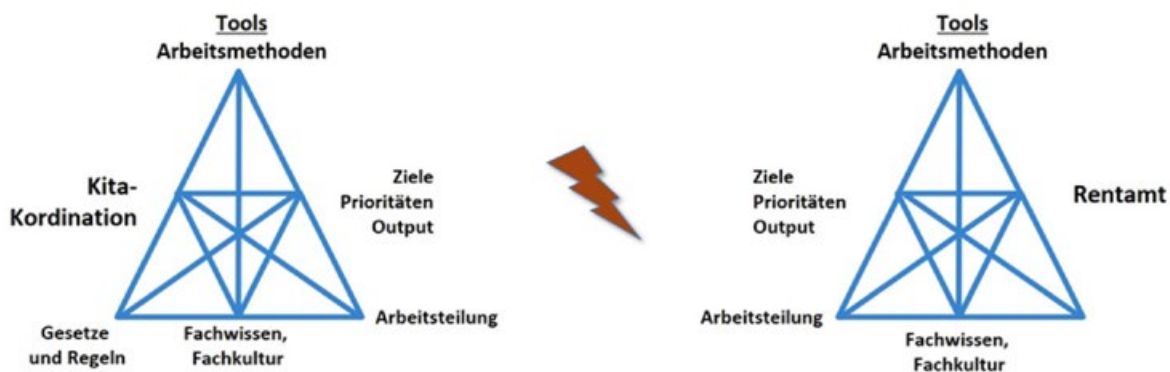 Tools
Arbeitsmethoden
Kita-
Kordination
Ziele
Prioritäten
Output
Gesetze
und Regeln
Fachwissen,
Fachkultur
Arbeitsteilung
Tools
Arbeitsmethoden
Ziele
Prioritäten
Output
Rentamt
Arbeitsteilung
Fachwissen,
Fachkultur